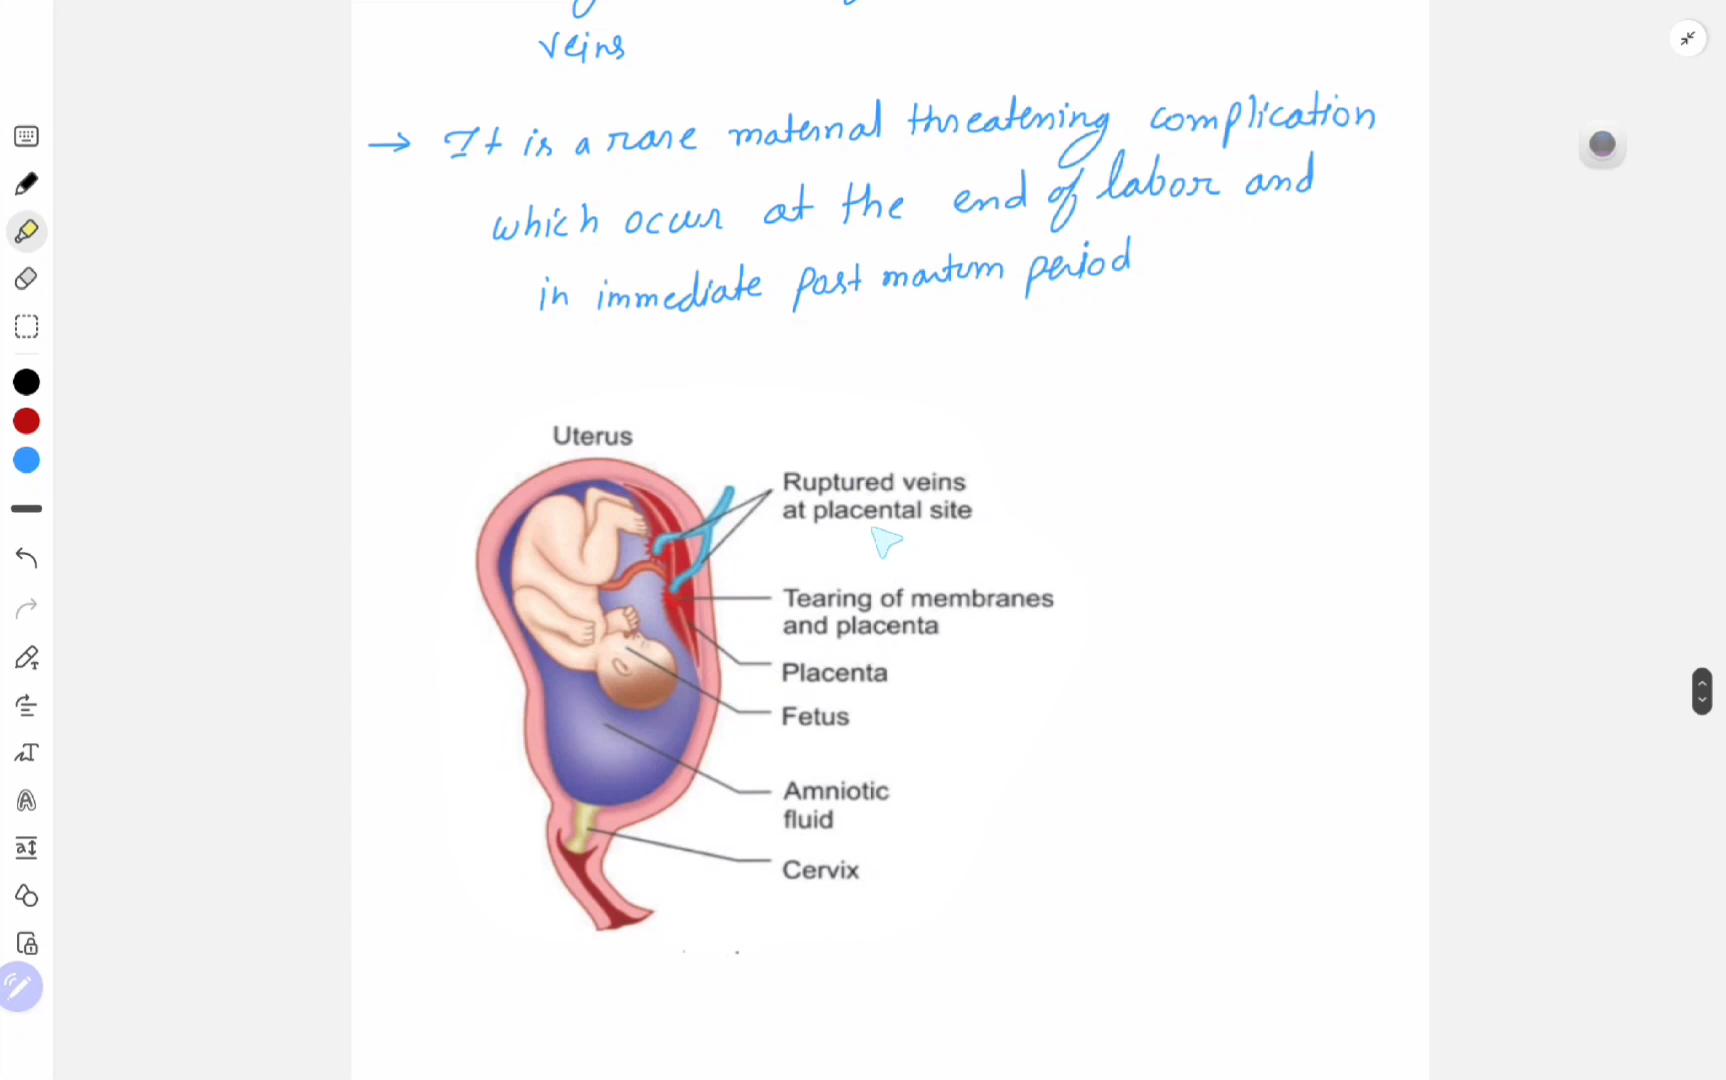 veins
→ It is a rare maternal threatening complication
which occur at the end of labor and
in immediate post mortum period
Uterus
Ruptured veins
at placental site
Tearing of membranes
and placenta
Placenta
Fetus
Amniotic
fluid
Cervix